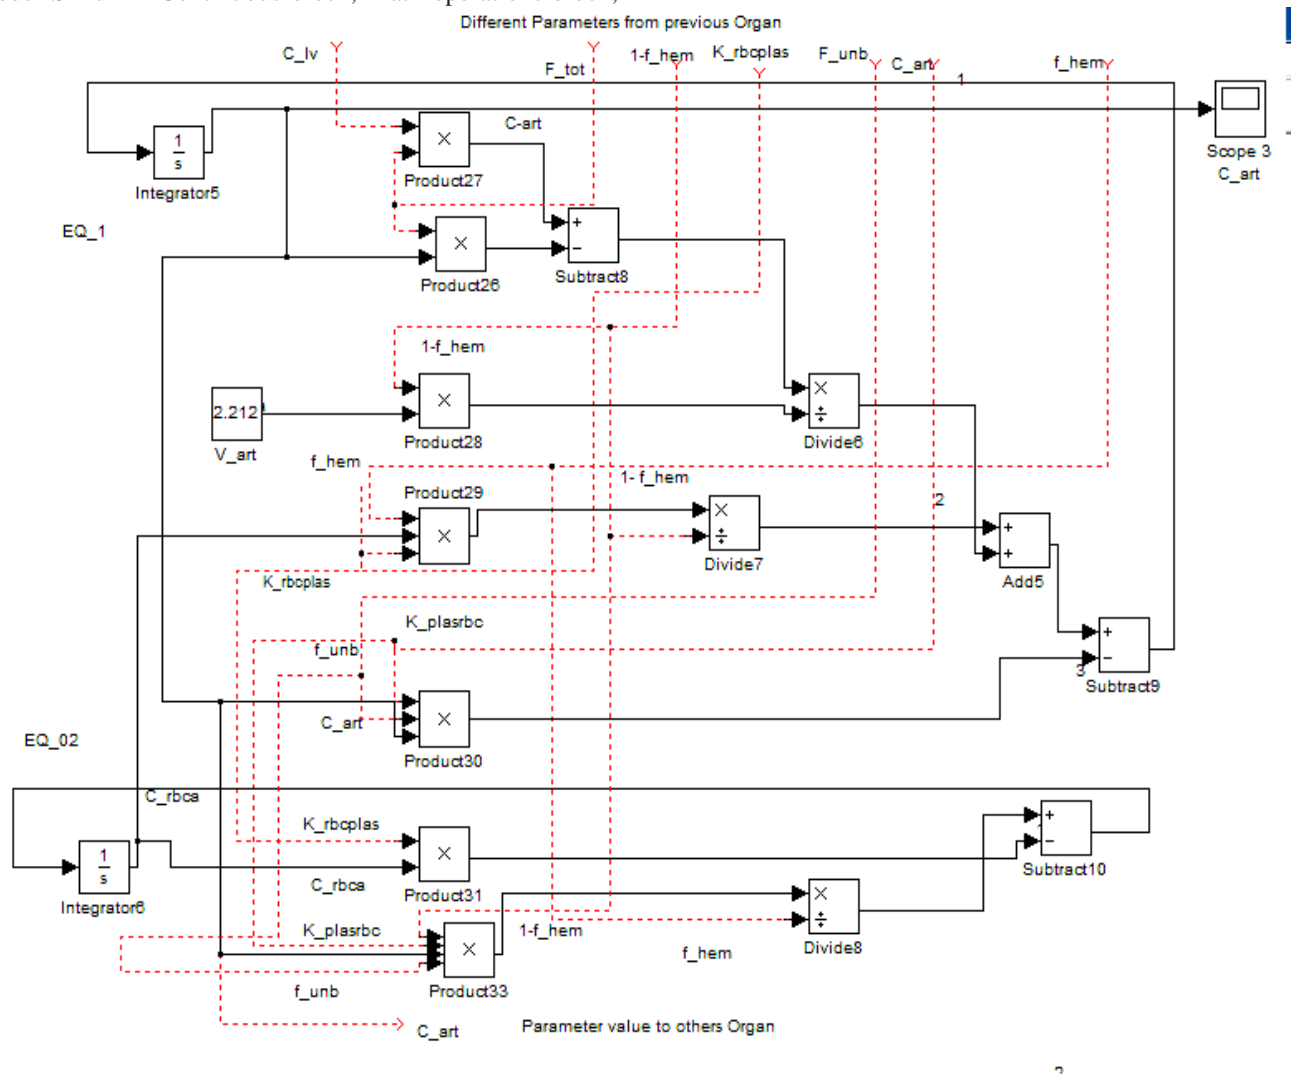 Different Parameters from previous Organ
C_lv
F_tot
1-f_hem
K_rbcplas
F_unb
C_art
f_hem
1
C-art
1
s
Integrator5
×
Product27
Scope 3
C_art
EQ_1
×
Product26
+
−
Subtract8
1-f_hem
2.212
V_art
×
Product28
×
÷
Divide6
f_hem
Product29
×
1- f_hem
×
÷
Divide7
2
+
+
Add5
K_rbcplas
K_plasrbc
f_unb
+
−
3
Subtract9
C_art
×
Product30
EQ_02
C_rbca
K_rbcplas
×
Product31
+
−
Subtract10
1
s
Integrator6
C_rbca
K_plasrbc
×
Product33
1-f_hem
×
÷
Divide8
f_hem
f_unb
C_art
Parameter value to others Organ